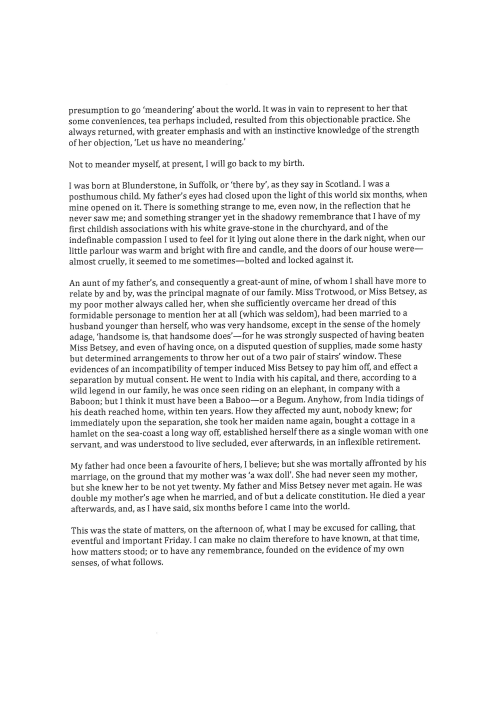 presumption to go ‘meandering’ about the world. It was in vain to represent to her that
some conveniences, tea perhaps included, resulted from this objectionable practice. She
always returned, with greater emphasis and with an instinctive knowledge of the strength
of her objection, ‘Let us have no meandering.’
Not to meander myself, at present, I will go back to my birth.
I was born at Blunderstone, in Suffolk, or ‘there by’, as they say in Scotland. I was a
posthumous child. My father’s eyes had closed upon the light of this world six months, when
mine opened on it. There is something strange to me, even now, in the reflection that he
never saw me; and something stranger yet in the shadowy remembrance that I have of my
first childish associations with his white grave-stone in the churchyard, and of the
indefinable compassion I used to feel for it lying out alone there in the dark night, when our
little parlour was warm and bright with fire and candle, and the doors of our house were—
almost cruelly, it seemed to me sometimes—bolted and locked against it.
An aunt of my father’s, and consequently a great-aunt of mine, of whom I shall have more to
relate by and by, was the principal magnate of our family. Miss Trotwood, or Miss Betsey, as
my poor mother always called her, when she sufficiently overcame her dread of this
formidable personage to mention her at all (which was seldom), had been married to a
husband younger than herself, who was very handsome, except in the sense of the homely
adage, ‘handsome is, that handsome does’—for he was strongly suspected of having beaten
Miss Betsey, and even of having once, on a disputed question of supplies, made some hasty
but determined arrangements to throw her out of a two pair of stairs’ window. These
evidences of an incompatibility of temper induced Miss Betsey to pay him off, and effect a
separation by mutual consent. He went to India with his capital, and there, according to a
wild legend in our family, he was once seen riding on an elephant, in company with a
Baboon; but I think it must have been a Baboo—or a Begum. Anyhow, from India tidings of
his death reached home, within ten years. How they affected my aunt, nobody knew; for
immediately upon the separation, she took her maiden name again, bought a cottage in a
hamlet on the sea-coast a long way off, established herself there as a single woman with one
servant, and was understood to live secluded, ever afterwards, in an inflexible retirement.
My father had once been a favourite of hers, I believe; but she was mortally affronted by his
marriage, on the ground that my mother was ‘a wax doll’. She had never seen my mother,
but she knew her to be not yet twenty. My father and Miss Betsey never met again. He was
double my mother’s age when he married, and of but a delicate constitution. He died a year
afterwards, and, as I have said, six months before I came into the world.
This was the state of matters, on the afternoon of, what I may be excused for calling, that
eventful and important Friday. I can make no claim therefore to have known, at that time,
how matters stood; or to have any remembrance, founded on the evidence of my own
senses, of what follows.